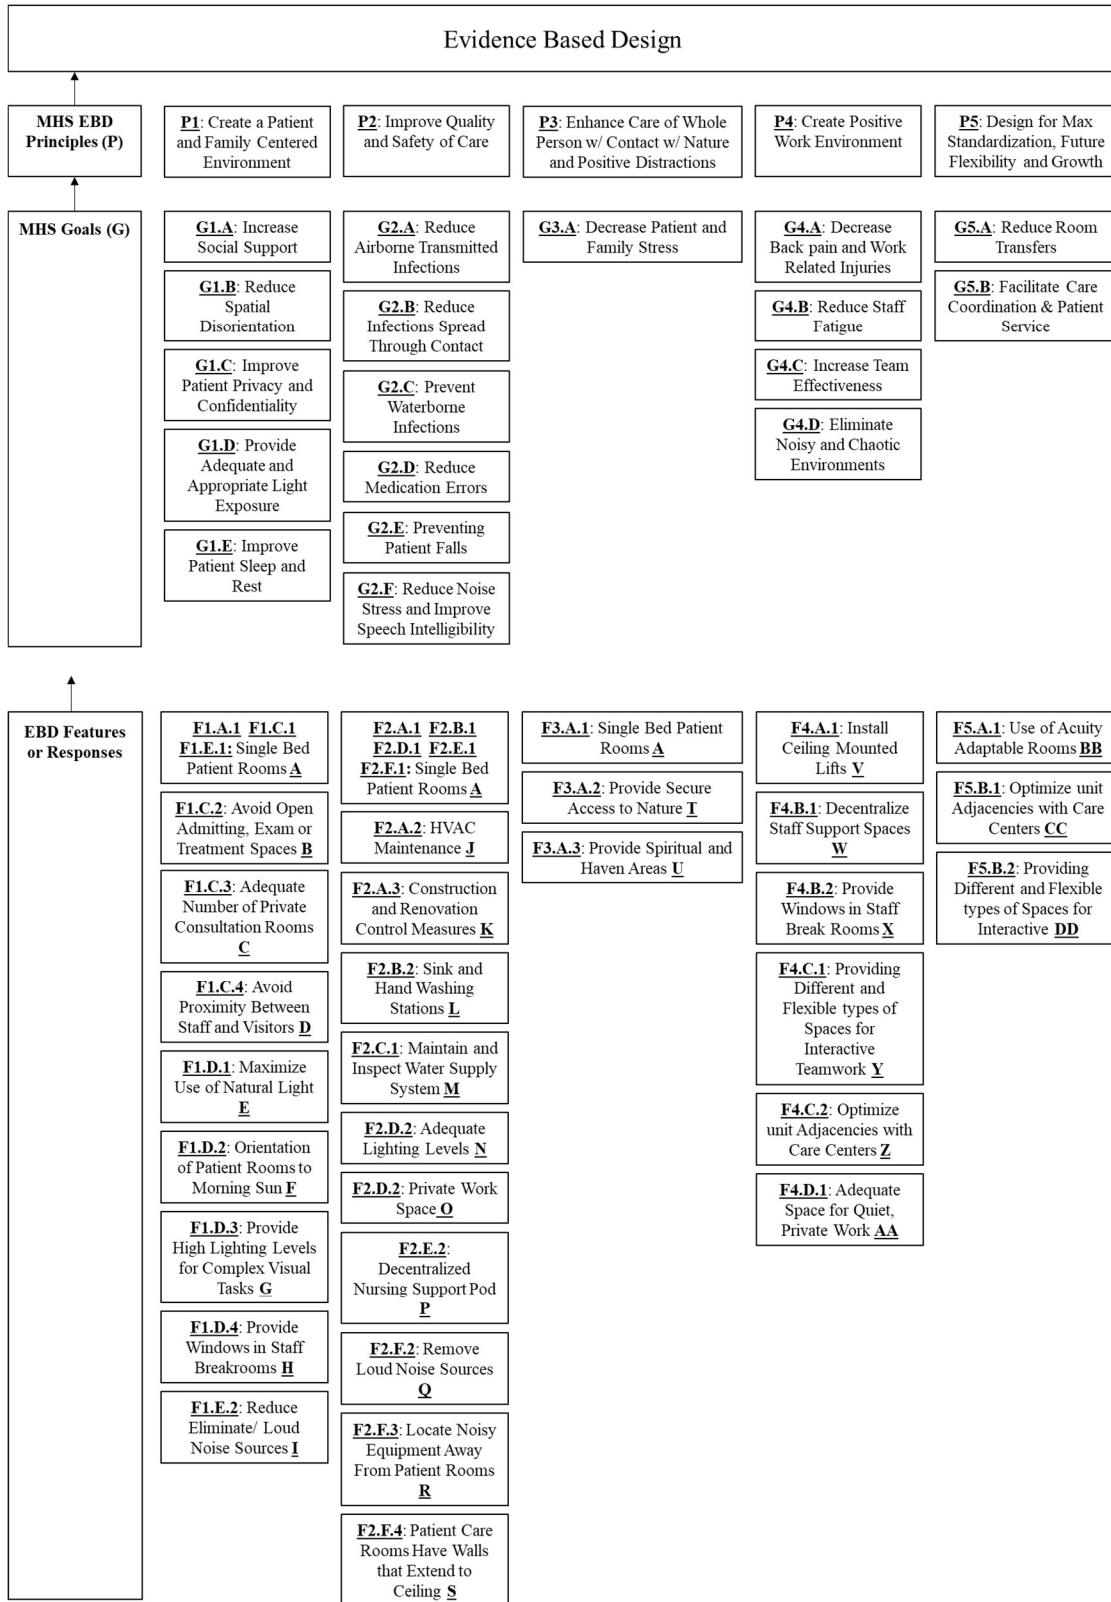 Evidence Based Design
MHS EBD
Principles (P)
P1: Create a Patient
and Family Centered
Environment
P2: Improve Quality
and Safety of Care
P3: Enhance Care of Whole
Person w/ Contact w/ Nature
and Positive Distractions
P4: Create Positive
Work Environment
P5: Design for Max
Standardization, Future
Flexibility and Growth
MHS Goals (G)
G1.A: Increase
Social Support
G1.B: Reduce
Spatial
Disorientation
G1.C: Improve
Patient Privacy and
Confidentiality
G1.D: Provide
Adequate and
Appropriate Light
Exposure
G1.E: Improve
Patient Sleep and
Rest
G2.A: Reduce
Airborne Transmitted
Infections
G2.B: Reduce
Infections Spread
Through Contact
G2.C: Prevent
Waterborne
Infections
G2.D: Reduce
Medication Errors
G2.E: Preventing
Patient Falls
G2.F: Reduce Noise
Stress and Improve
Speech Intelligibility
G3.A: Decrease Patient and
Family Stress
G4.A: Decrease
Back pain and Work
Related Injuries
G4.B: Reduce Staff
Fatigue
G4.C: Increase Team
Effectiveness
G4.D: Eliminate
Noisy and Chaotic
Environments
G5.A: Reduce Room
Transfers
G5.B: Facilitate Care
Coordination & Patient
Service
EBD Features
or Responses
F1.A.1 F1.C.1
F1.E.1: Single Bed
Patient Rooms A
F1.C.2: Avoid Open
Admitting, Exam or
Treatment Spaces B
F1.C.3: Adequate
Number of Private
Consultation Rooms
C
F1.C.4: Avoid
Proximity Between
Staff and Visitors D
F1.D.1: Maximize
Use of Natural Light
E
F1.D.2: Orientation
of Patient Rooms to
Morning Sun F
F1.D.3: Provide
High Lighting Levels
for Complex Visual
Tasks G
F1.D.4: Provide
Windows in Staff
Breakrooms H
F1.E.2: Reduce
Eliminate/ Loud
Noise Sources I
F2.A.1 F2.B.1
F2.D.1 F2.E.1
F2.F.1: Single Bed
Patient Rooms A
F2.A.2: HVAC
Maintenance J
F2.A.3: Construction
and Renovation
Control Measures K
F2.B.2: Sink and
Hand Washing
Stations L
F2.C.1: Maintain and
Inspect Water Supply
System M
F2.D.2: Adequate
Lighting Levels N
F2.D.2: Private Work
Space O
F2.E.2:
Decentralized
Nursing Support Pod
P
F2.F.2: Remove
Loud Noise Sources
Q
F2.F.3: Locate Noisy
Equipment Away
From Patient Rooms
R
F2.F.4: Patient Care
Rooms Have Walls
that Extend to
Ceiling S
F3.A.1: Single Bed Patient
Rooms A
F3.A.2: Provide Secure
Access to Nature T
F3.A.3: Provide Spiritual and
Haven Areas U
F4.A.1: Install
Ceiling Mounted
Lifts V
F4.B.1: Decentralize
Staff Support Spaces
W
F4.B.2: Provide
Windows in Staff
Break Rooms X
F4.C.1: Providing
Different and
Flexible types of
Spaces for
Interactive
Teamwork Y
F4.C.2: Optimize
unit Adjacencies with
Care Centers Z
F4.D.1: Adequate
Space for Quiet,
Private Work AA
F5.A.1: Use of Acuity
Adaptable Rooms BB
F5.B.1: Optimize unit
Adjacencies with Care
Centers CC
F5.B.2: Providing
Different and Flexible
types of Spaces for
Interactive DD